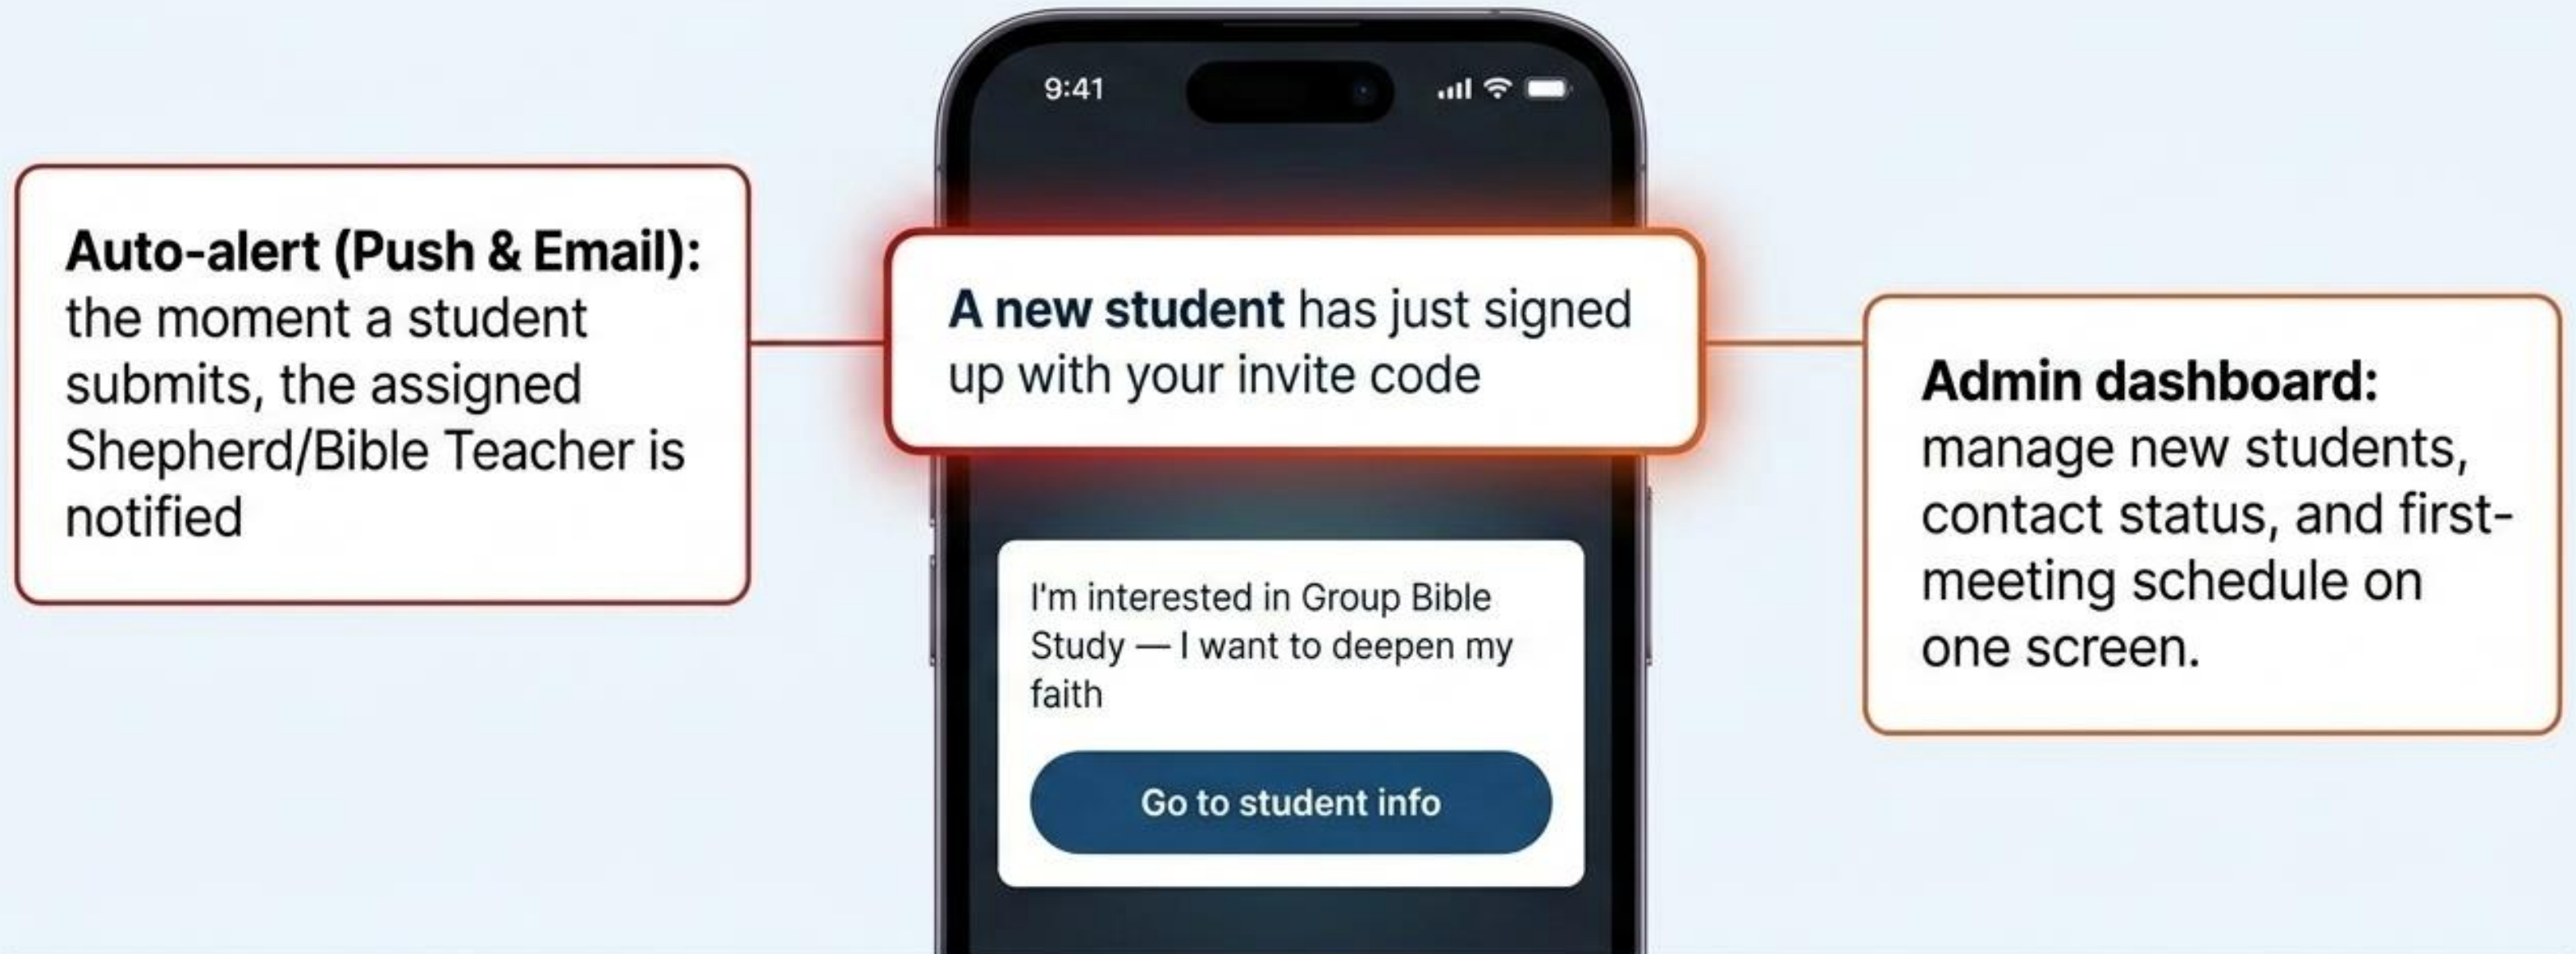 9:41
Auto-alert (Push & Email):
the moment a student
submits, the assigned
Shepherd/Bible Teacher is
notified
A new student has just signed
up with your invite code
I'm interested in Group Bible
Study — I want to deepen my
faith
Go to student info
Admin dashboard:
manage new students,
contact status, and first-
meeting schedule on
one screen.